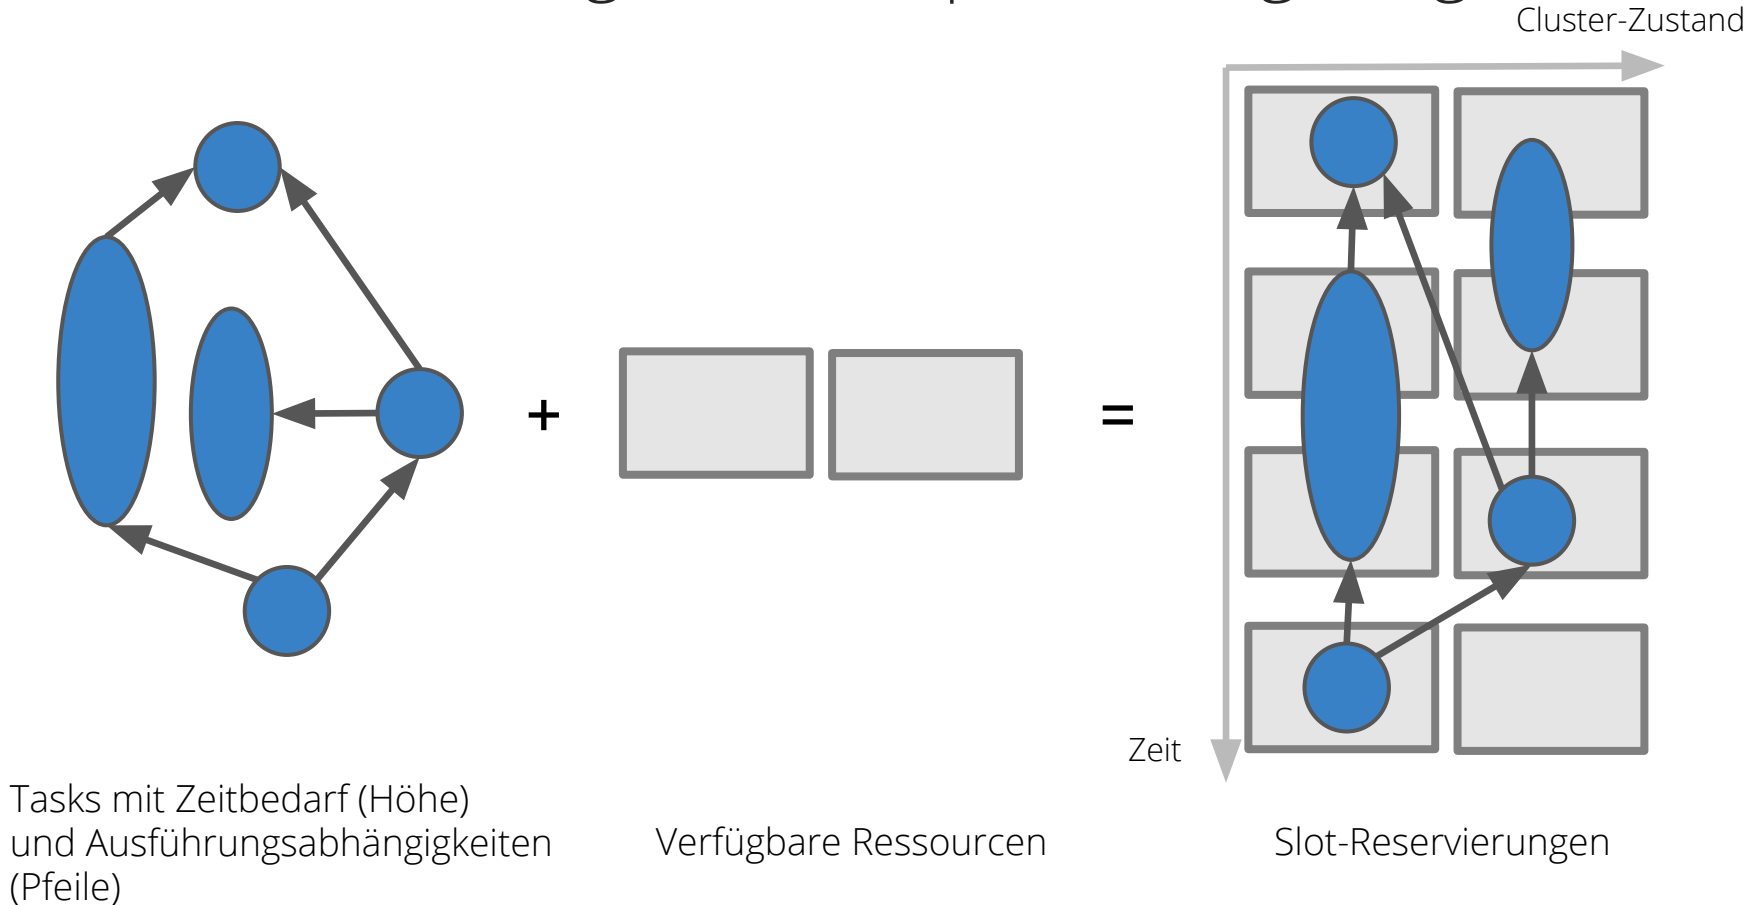 Cluster-Zustand
+
=
Zeit
Tasks mit Zeitbedarf (Höhe)
und Ausführungsabhängigkeiten
(Pfeile)
Verfügbare Ressourcen
Slot-Reservierungen